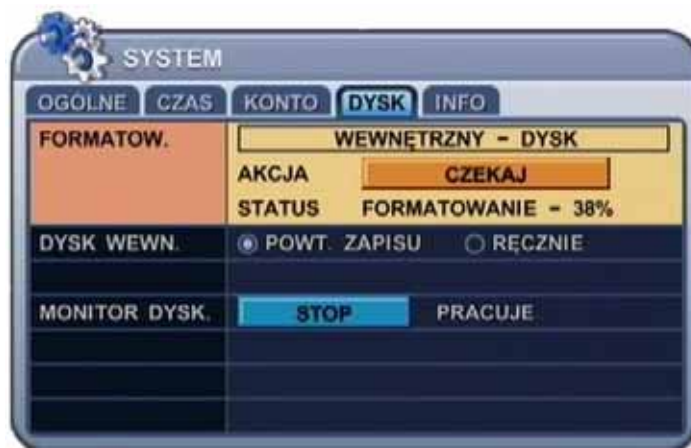 SYSTEM
OGÓLNE CZAS KONTO DYSK INFO
FORMATOW. WEWNĘTRZNY - DYSK
AKCJA CZEKAJ
STATUS FORMATOWANIE - 38%
DYSK WEWN. POWT. ZAPISU RĘCZNIE
MONITOR DYSK. STOP PRACUJE